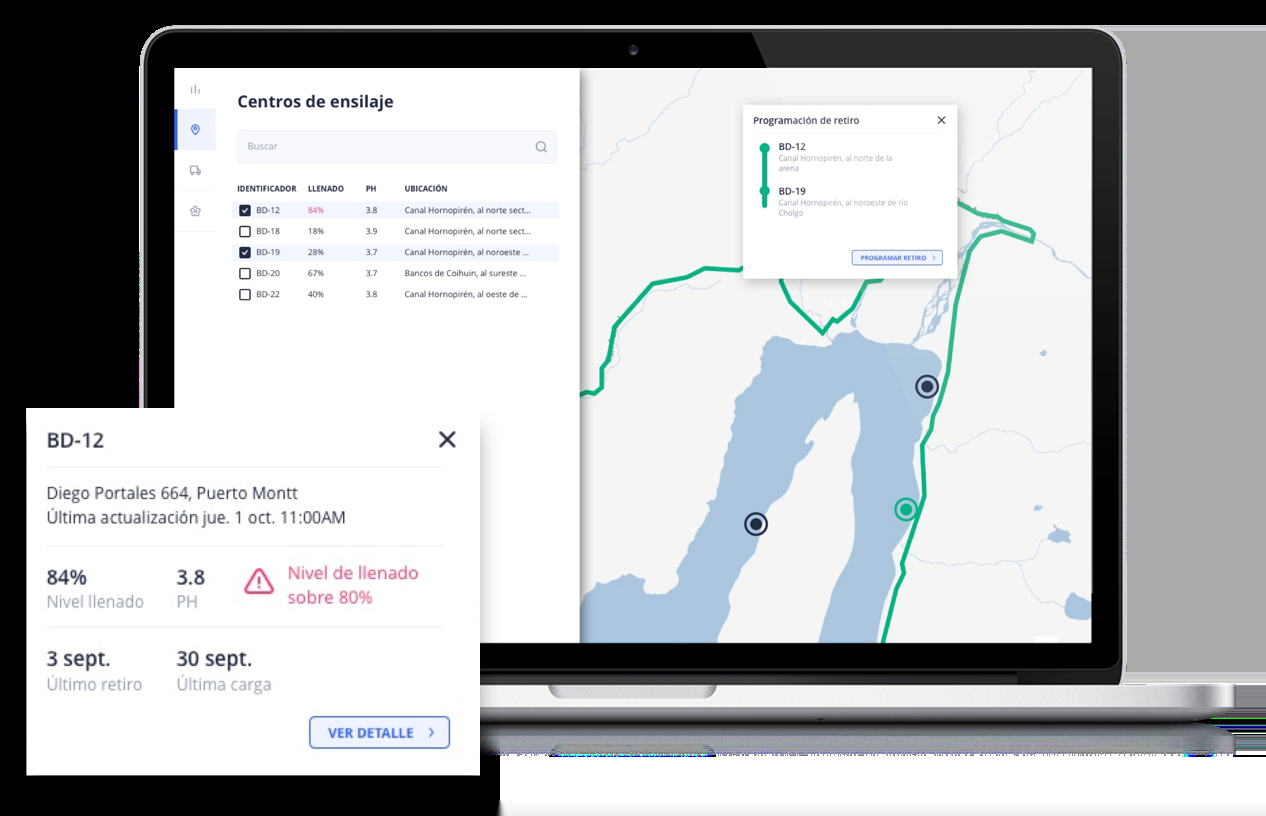 Centros de ensilaje
Buscar
IDENTIFICADOR LLENADO PH UBICACIÓN
BD-12 84% 3.8 Canal Hornopirén, al norte sect...
BD-18 18% 3.9 Canal Hornopirén, al norte sect...
BD-19 28% 3.7 Canal Hornopirén, al noroeste ...
BD-20 67% 3.7 Bancos de Coihuin, al sureste ...
BD-22 40% 3.8 Canal Hornopirén, al oeste de ...
Programación de retiro
BD-12
Canal Hornopirén, al norte de la
arena
BD-19
Canal Hornopirén, al noroeste de río
Cholgo
PROGRAMAR RETIRO
BD-12
Diego Portales 664, Puerto Montt
Última actualización jue. 1 oct. 11:00AM
84% 3.8 Nivel de llenado
Nivel llenado PH sobre 80%
3 sept. 30 sept.
Último retiro Última carga
VER DETALLE